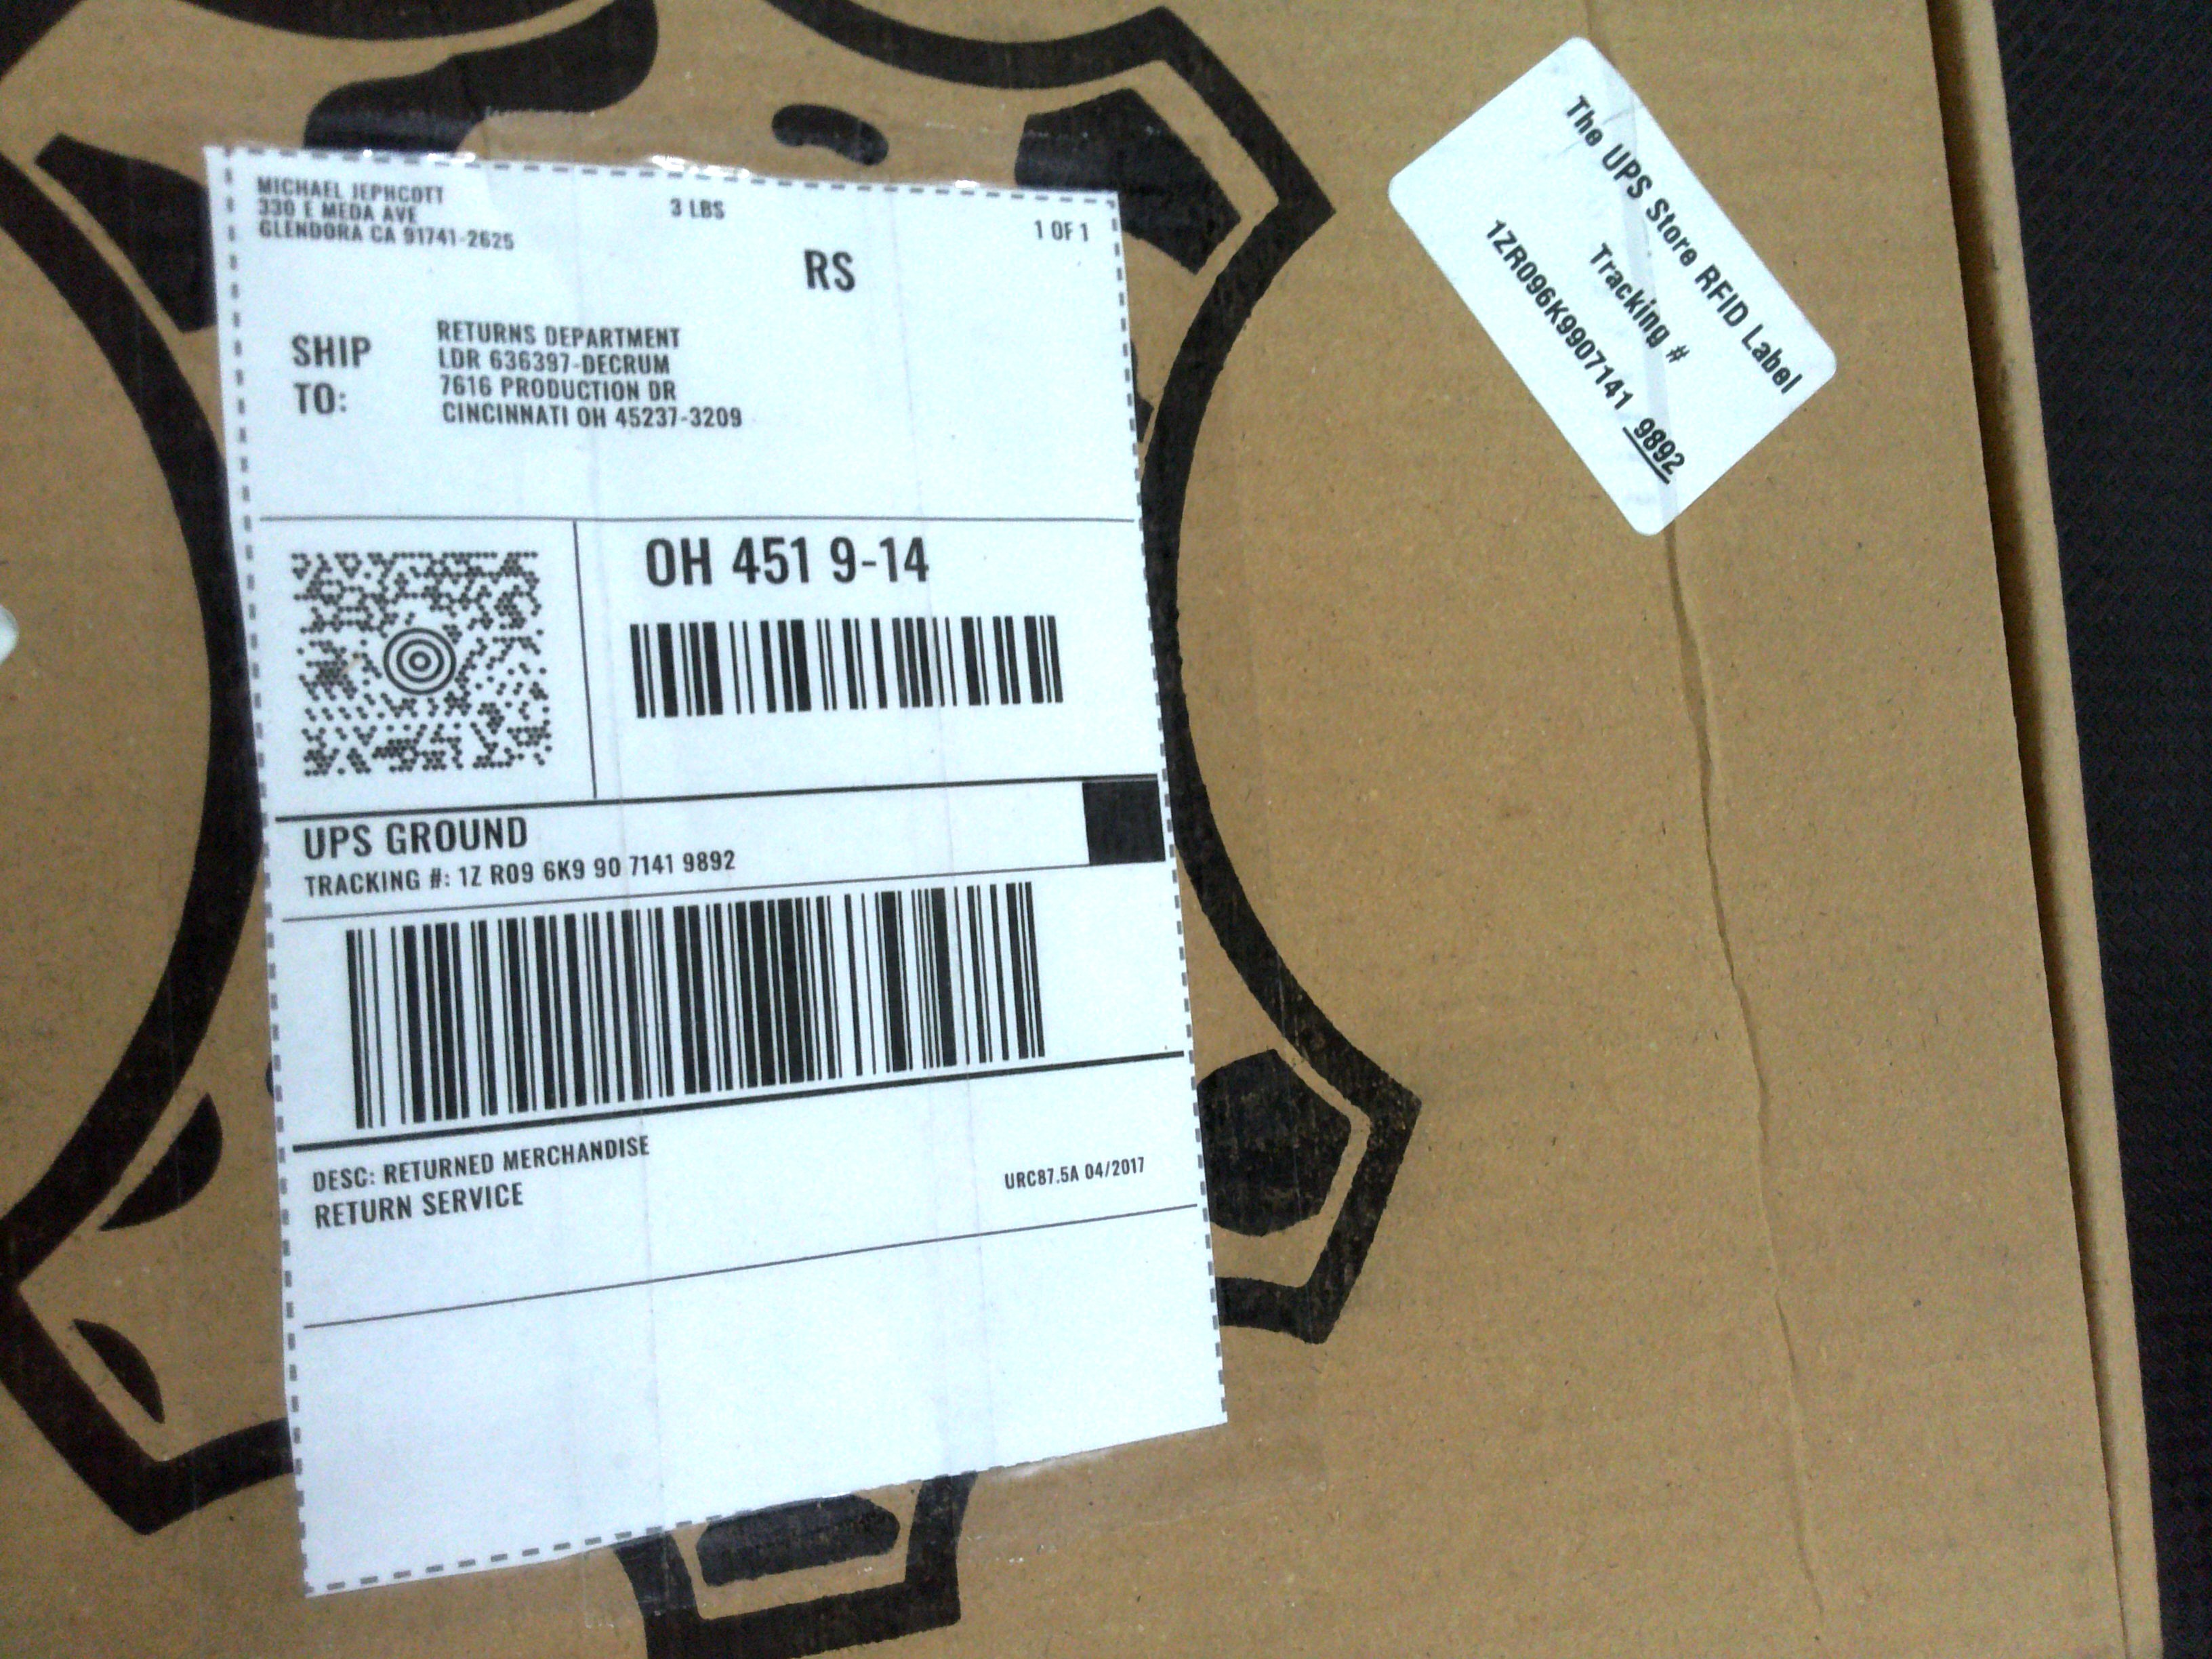 MICHAEL JEPHCOTT
330 E MEDA AVE
GLENDORA CA 91741-2625
3 LBS
1 OF 1
RS
SHIP TO:
RETURNS DEPARTMENT
LDR 636397-DECRUM
7616 PRODUCTION DR
CINCINNATI OH 45237-3209
OH 451 9-14
UPS GROUND
TRACKING #: 1Z R09 6K9 90 7141 9892
DESC: RETURNED MERCHANDISE
RETURN SERVICE
URC87.5A 04/2017
The UPS Store RFID Label
Tracking #
1ZR096K9907141 9892